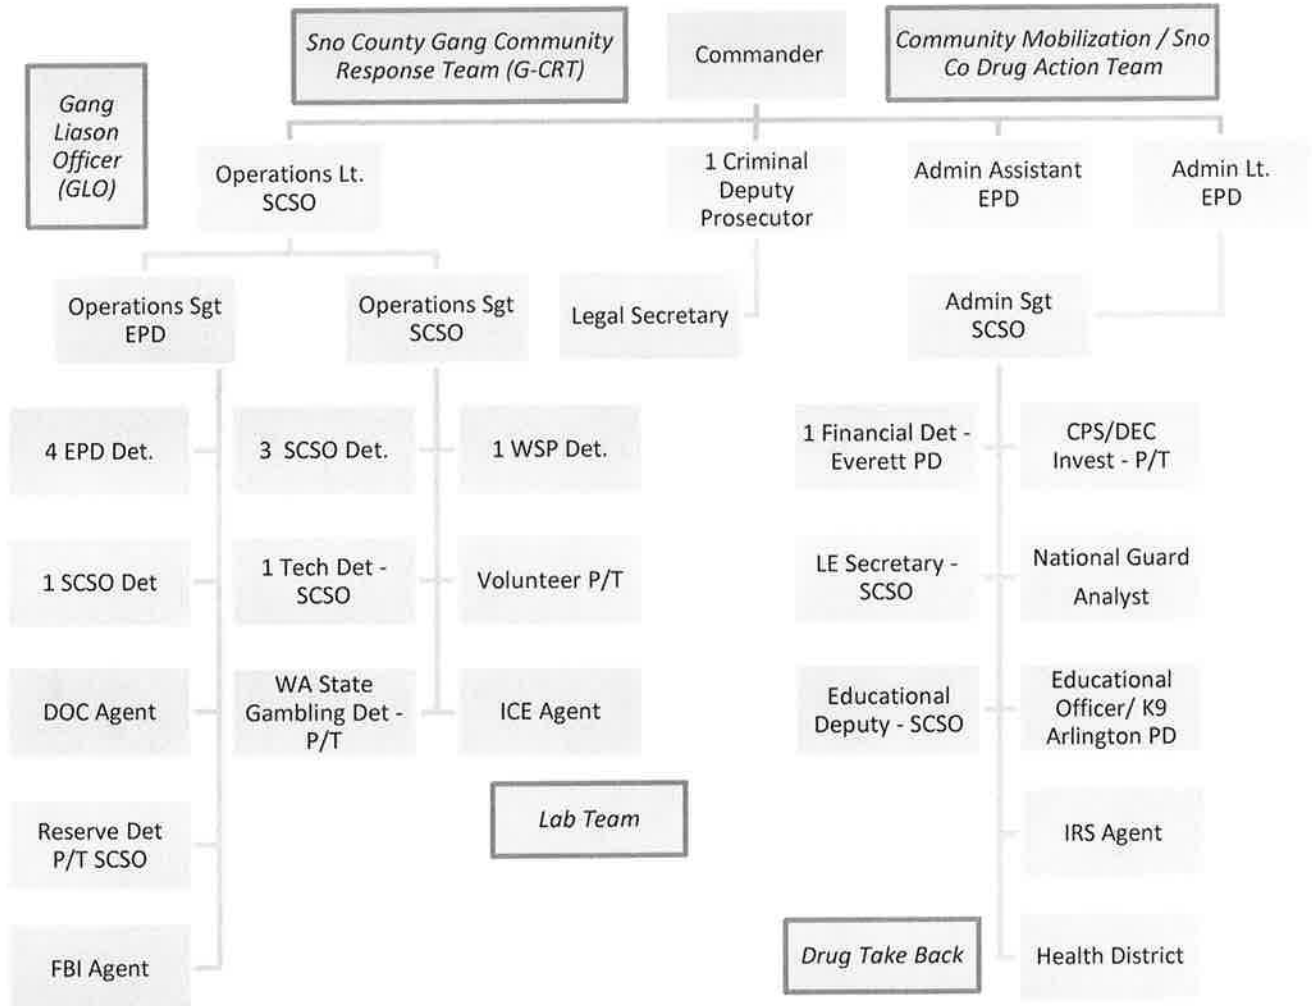 Sno County Gang Community
Response Team (G-CRT)
Commander
Community Mobilization / Sno
Co Drug Action Team
Gang
Liason
Officer
(GLO)
Operations Lt.
SCSO
1 Criminal
Deputy
Prosecutor
Admin Assistant
EPD
Admin Lt.
EPD
Operations Sgt
EPD
Operations Sgt
SCSO
Legal Secretary
Admin Sgt
SCSO
4 EPD Det.
3 SCSO Det.
1 WSP Det.
1 Financial Det -
Everett PD
CPS/DEC
Invest - P/T
1 SCSO Det
1 Tech Det -
SCSO
Volunteer P/T
LE Secretary -
SCSO
National Guard
Analyst
DOC Agent
WA State
Gambling Det -
P/T
ICE Agent
Educational
Deputy - SCSO
Educational
Officer/ K9
Arlington PD
Lab Team
Reserve Det
P/T SCSO
IRS Agent
FBI Agent
Drug Take Back
Health District